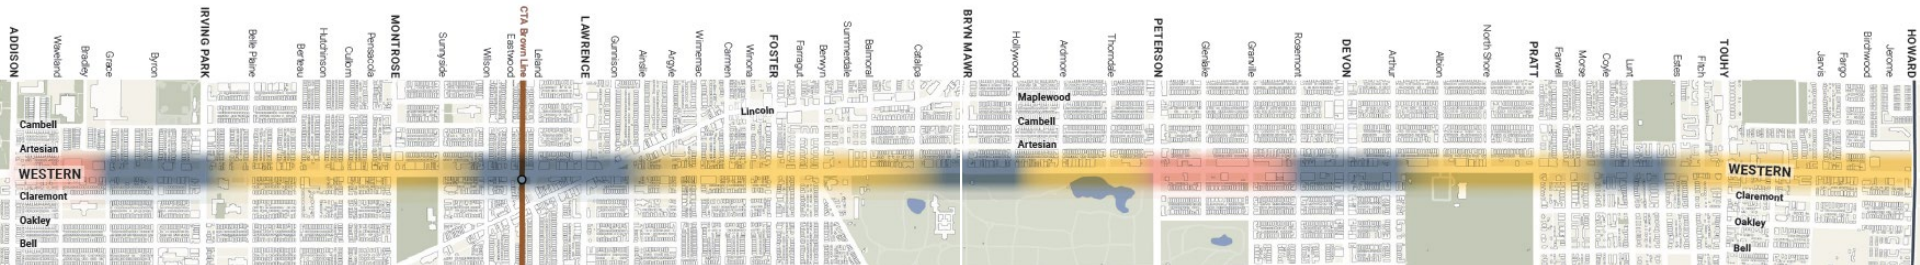 ADDISON
Waveland
Bradley
Grace
Byron
IRVING PARK
Belle Plaine
Berteau
Hutchinson
Cullom
Pensacola
MONTROSE
Sunnyside
Wilson
Eastwood
CTA Brown Line
Leland
LAWRENCE
Gunnison
Ainslie
Argyle
Winnemac
Carmen
Winona
FOSTER
Farragut
Berwyn
Summerdale
Balmoral
Catalpa
BRYN MAWR
Hollywood
Ardmore
Thorndale
PETERSON
Glenlake
Granville
Rosemont
DEVON
Arthur
Albion
North Shore
PRATT
Farwell
Morse
Coyle
Lunt
Estes
Fitch
TOUHY
Jarvis
Fargo
Birchwood
Jerome
HOWARD
Cambell
Artesian
WESTERN
Claremont
Oakley
Bell
Lincoln
Maplewood
Cambell
Artesian
WESTERN
Claremont
Oakley
Bell